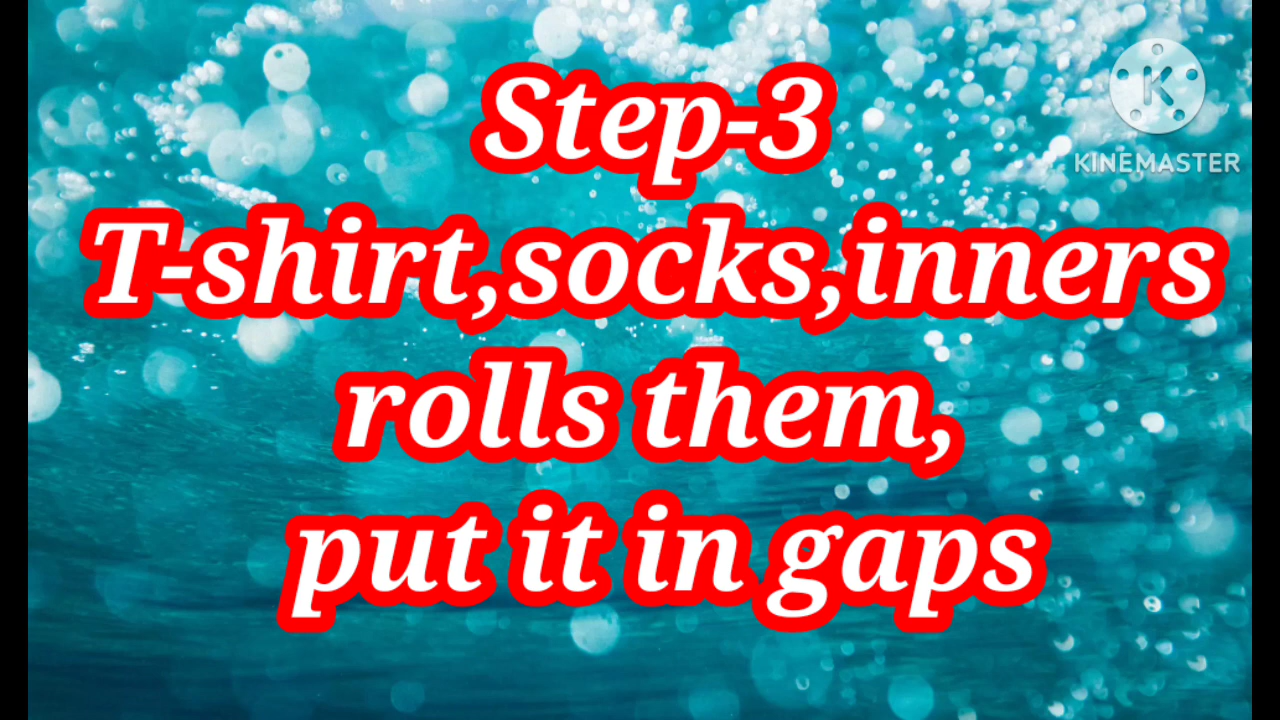 Step-3
KINEMASTER
T-shirt,socks,inners
rolls them,
put it in gaps